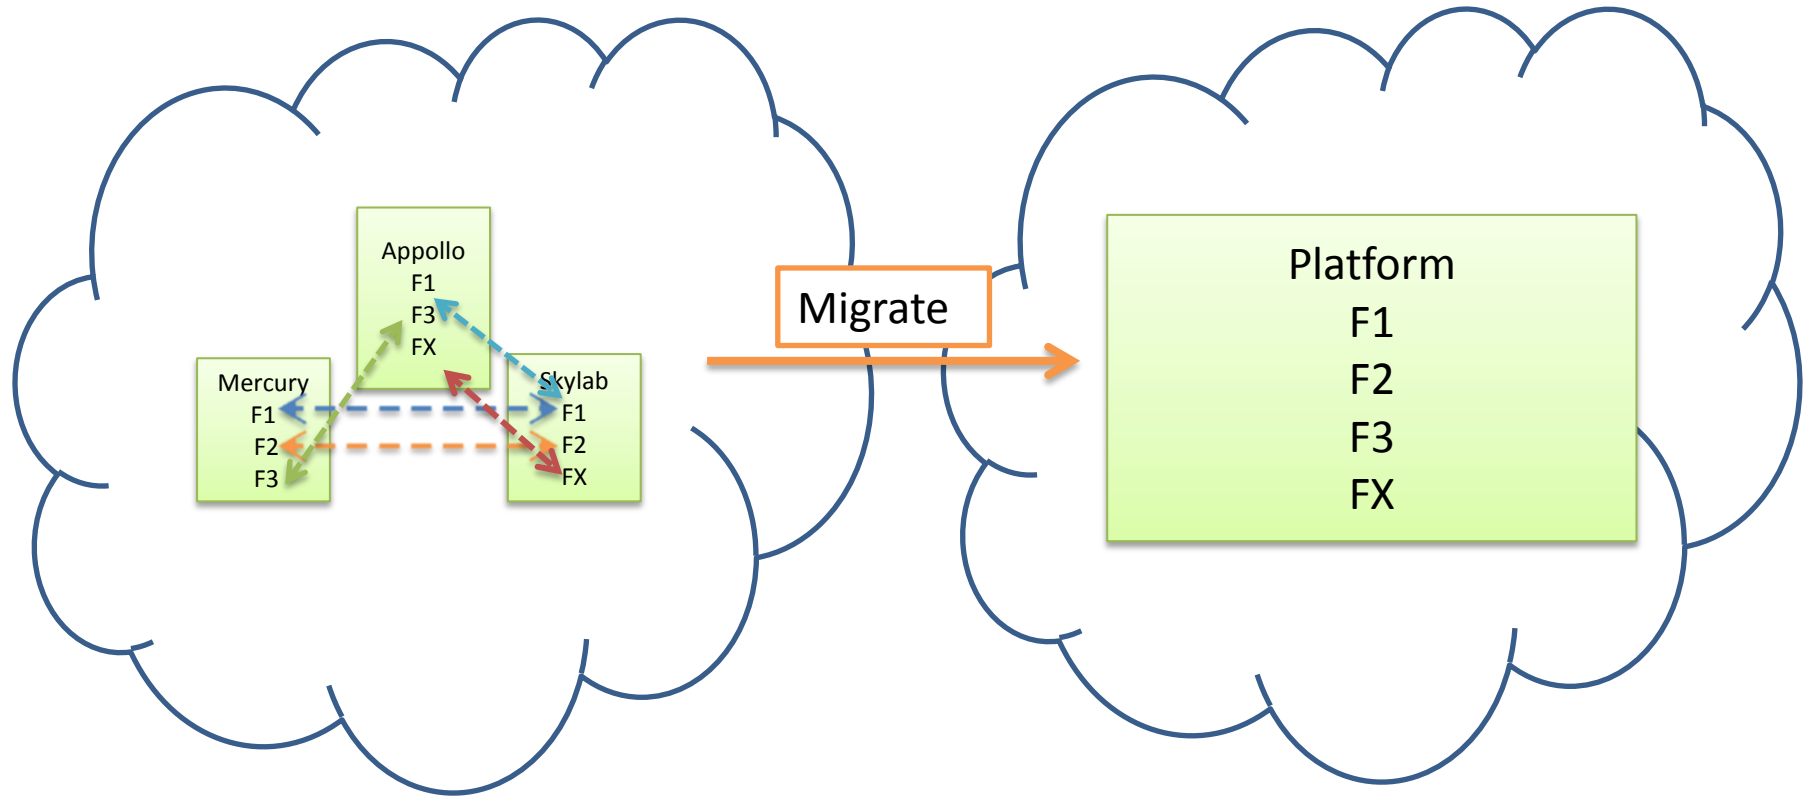 Appollo
F1
F3
FX
Mercury
F1
F2
F3
Skylab
F1
F2
FX
Migrate
Platform
F1
F2
F3
FX